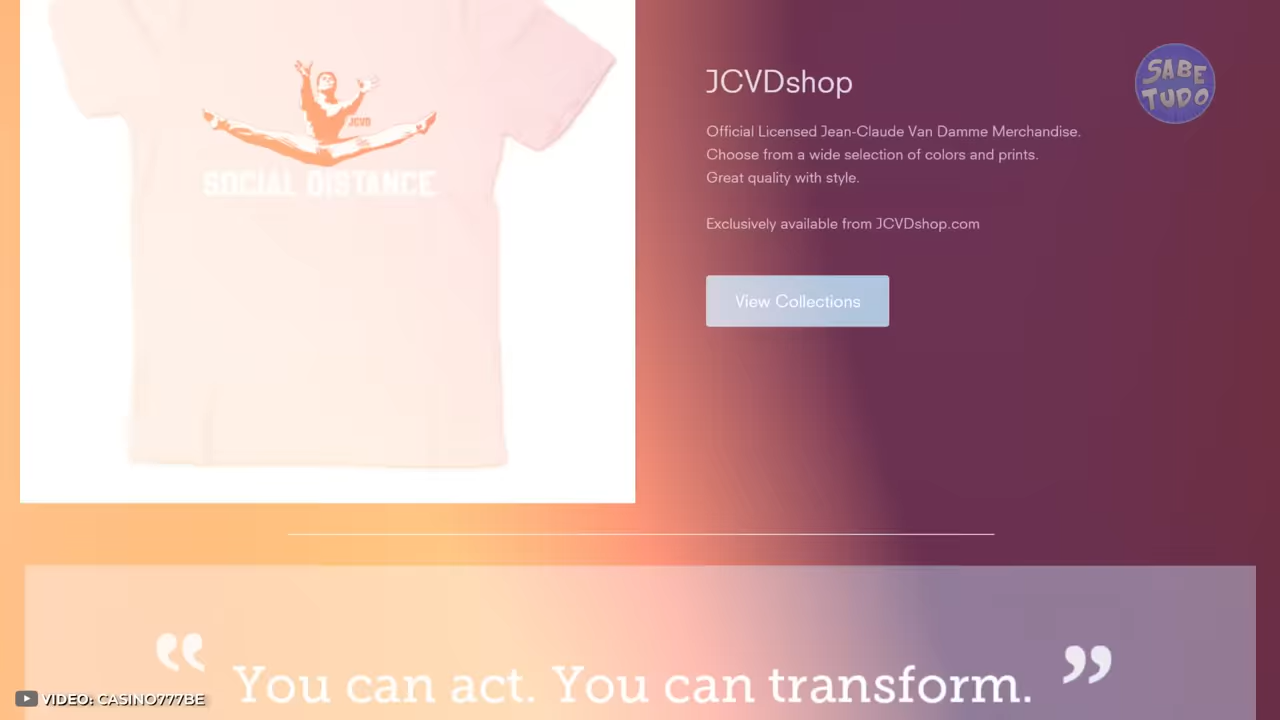 JCVD
SOCIAL DISTANCE
JCVDshop
SABE
TUDO
Official Licensed Jean-Claude Van Damme Merchandise.
Choose from a wide selection of colors and prints.
Great quality with style.
Exclusively available from JCVDshop.com
View Collections
“ You can act. You can transform. ”
VIDEO: CASINO777BE